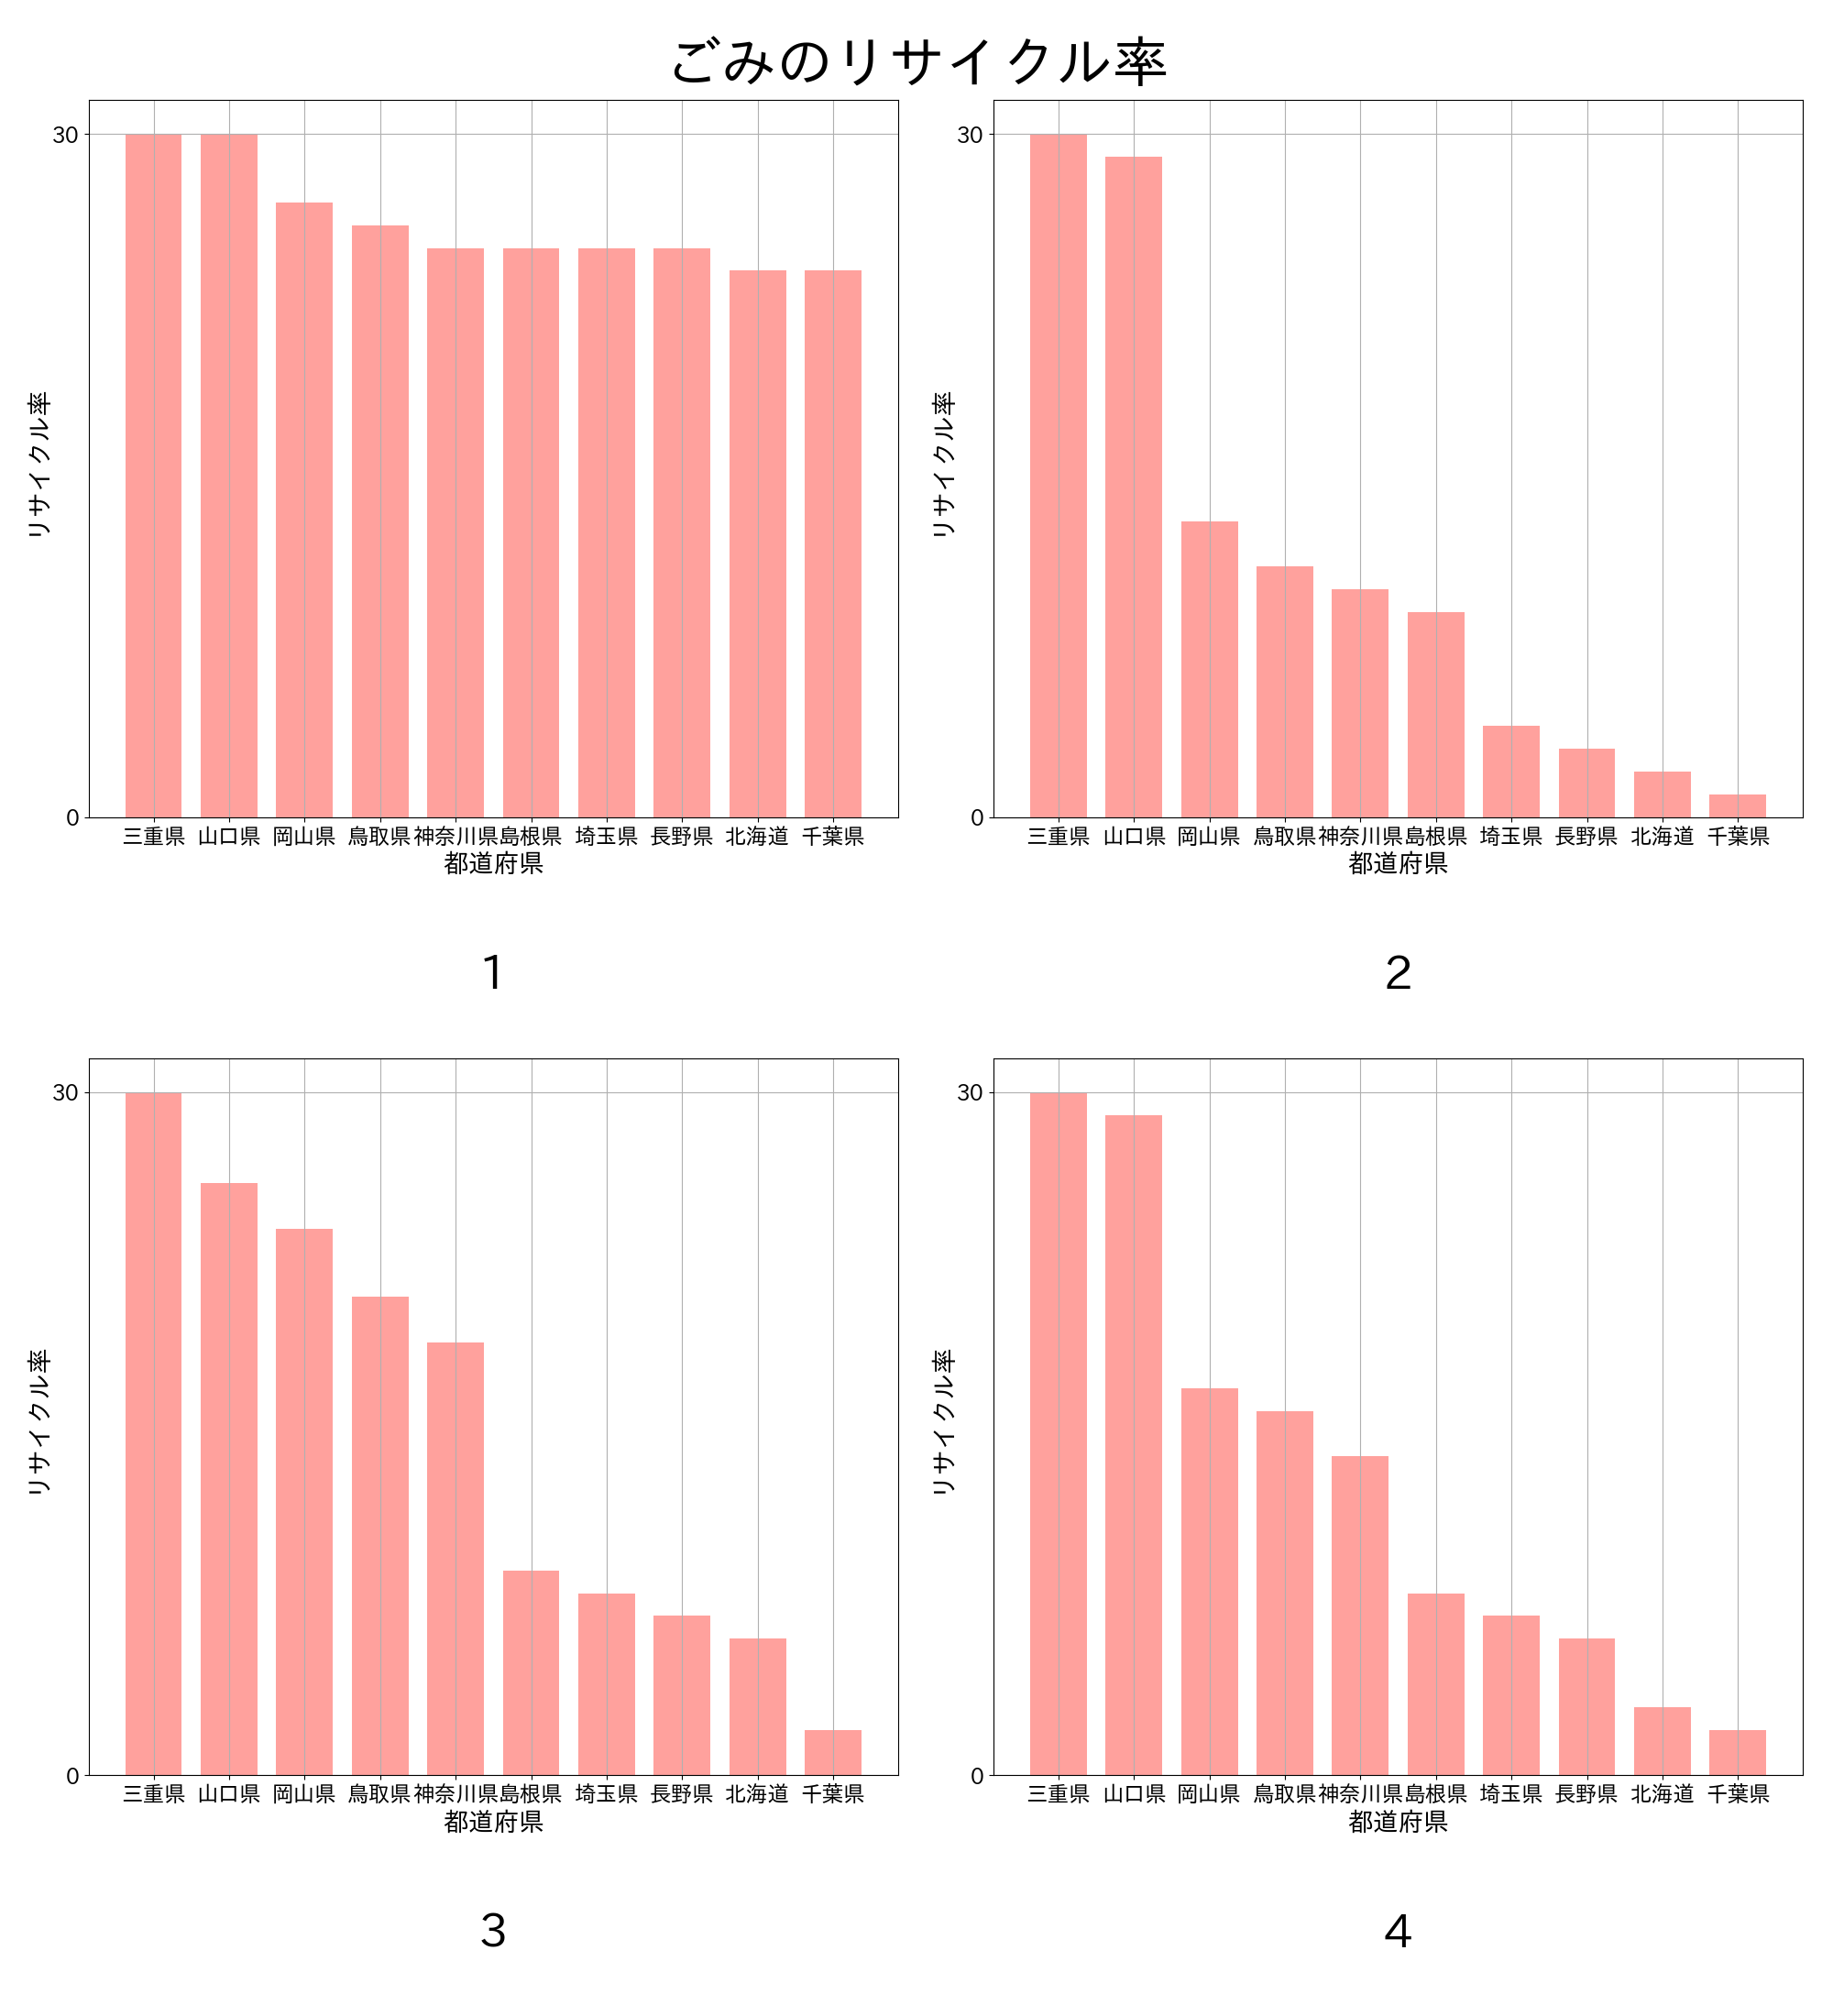 ごみのリサイクル率
30
0
リサイクル率
三重県 山口県 岡山県 鳥取県 神奈川県 島根県 埼玉県 長野県 北海道 千葉県
都道府県
1
30
0
リサイクル率
三重県 山口県 岡山県 鳥取県 神奈川県 島根県 埼玉県 長野県 北海道 千葉県
都道府県
2
30
0
リサイクル率
三重県 山口県 岡山県 鳥取県 神奈川県 島根県 埼玉県 長野県 北海道 千葉県
都道府県
3
30
0
リサイクル率
三重県 山口県 岡山県 鳥取県 神奈川県 島根県 埼玉県 長野県 北海道 千葉県
都道府県
4